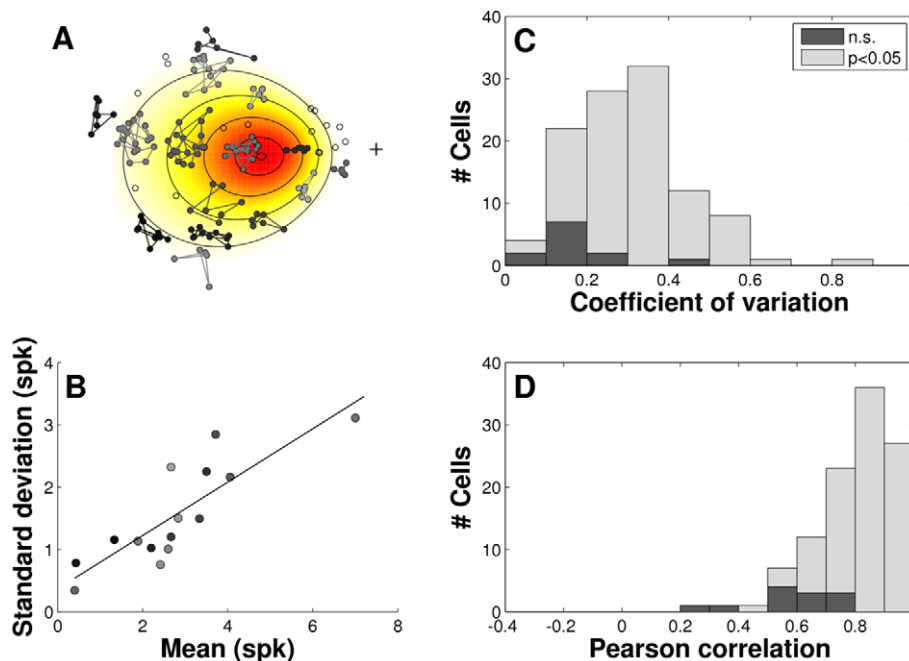 A
+
B
Standard deviation (spk)
4
3
2
1
0
0 2 4 6 8
Mean (spk)
C
n.s.
p<0.05
# Cells
40
30
20
10
0
0 0.2 0.4 0.6 0.8
Coefficient of variation
D
# Cells
40
30
20
10
0
-0.4 -0.2 0 0.2 0.4 0.6 0.8
Pearson correlation